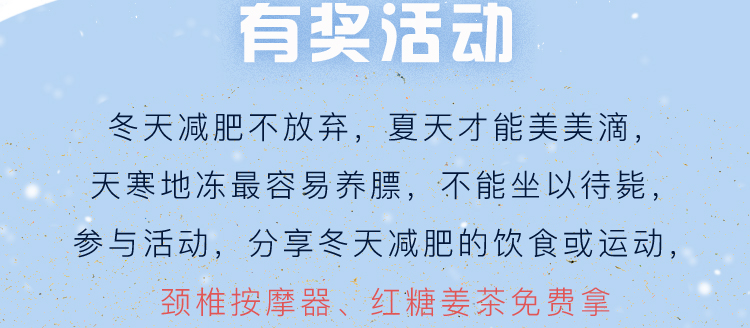 有奖活动
冬天减肥不放弃，夏天才能美美滴，
天寒地冻最容易养膘，不能坐以待毙，
参与活动，分享冬天减肥的饮食或运动，
颈椎按摩器、红糖姜茶免费拿